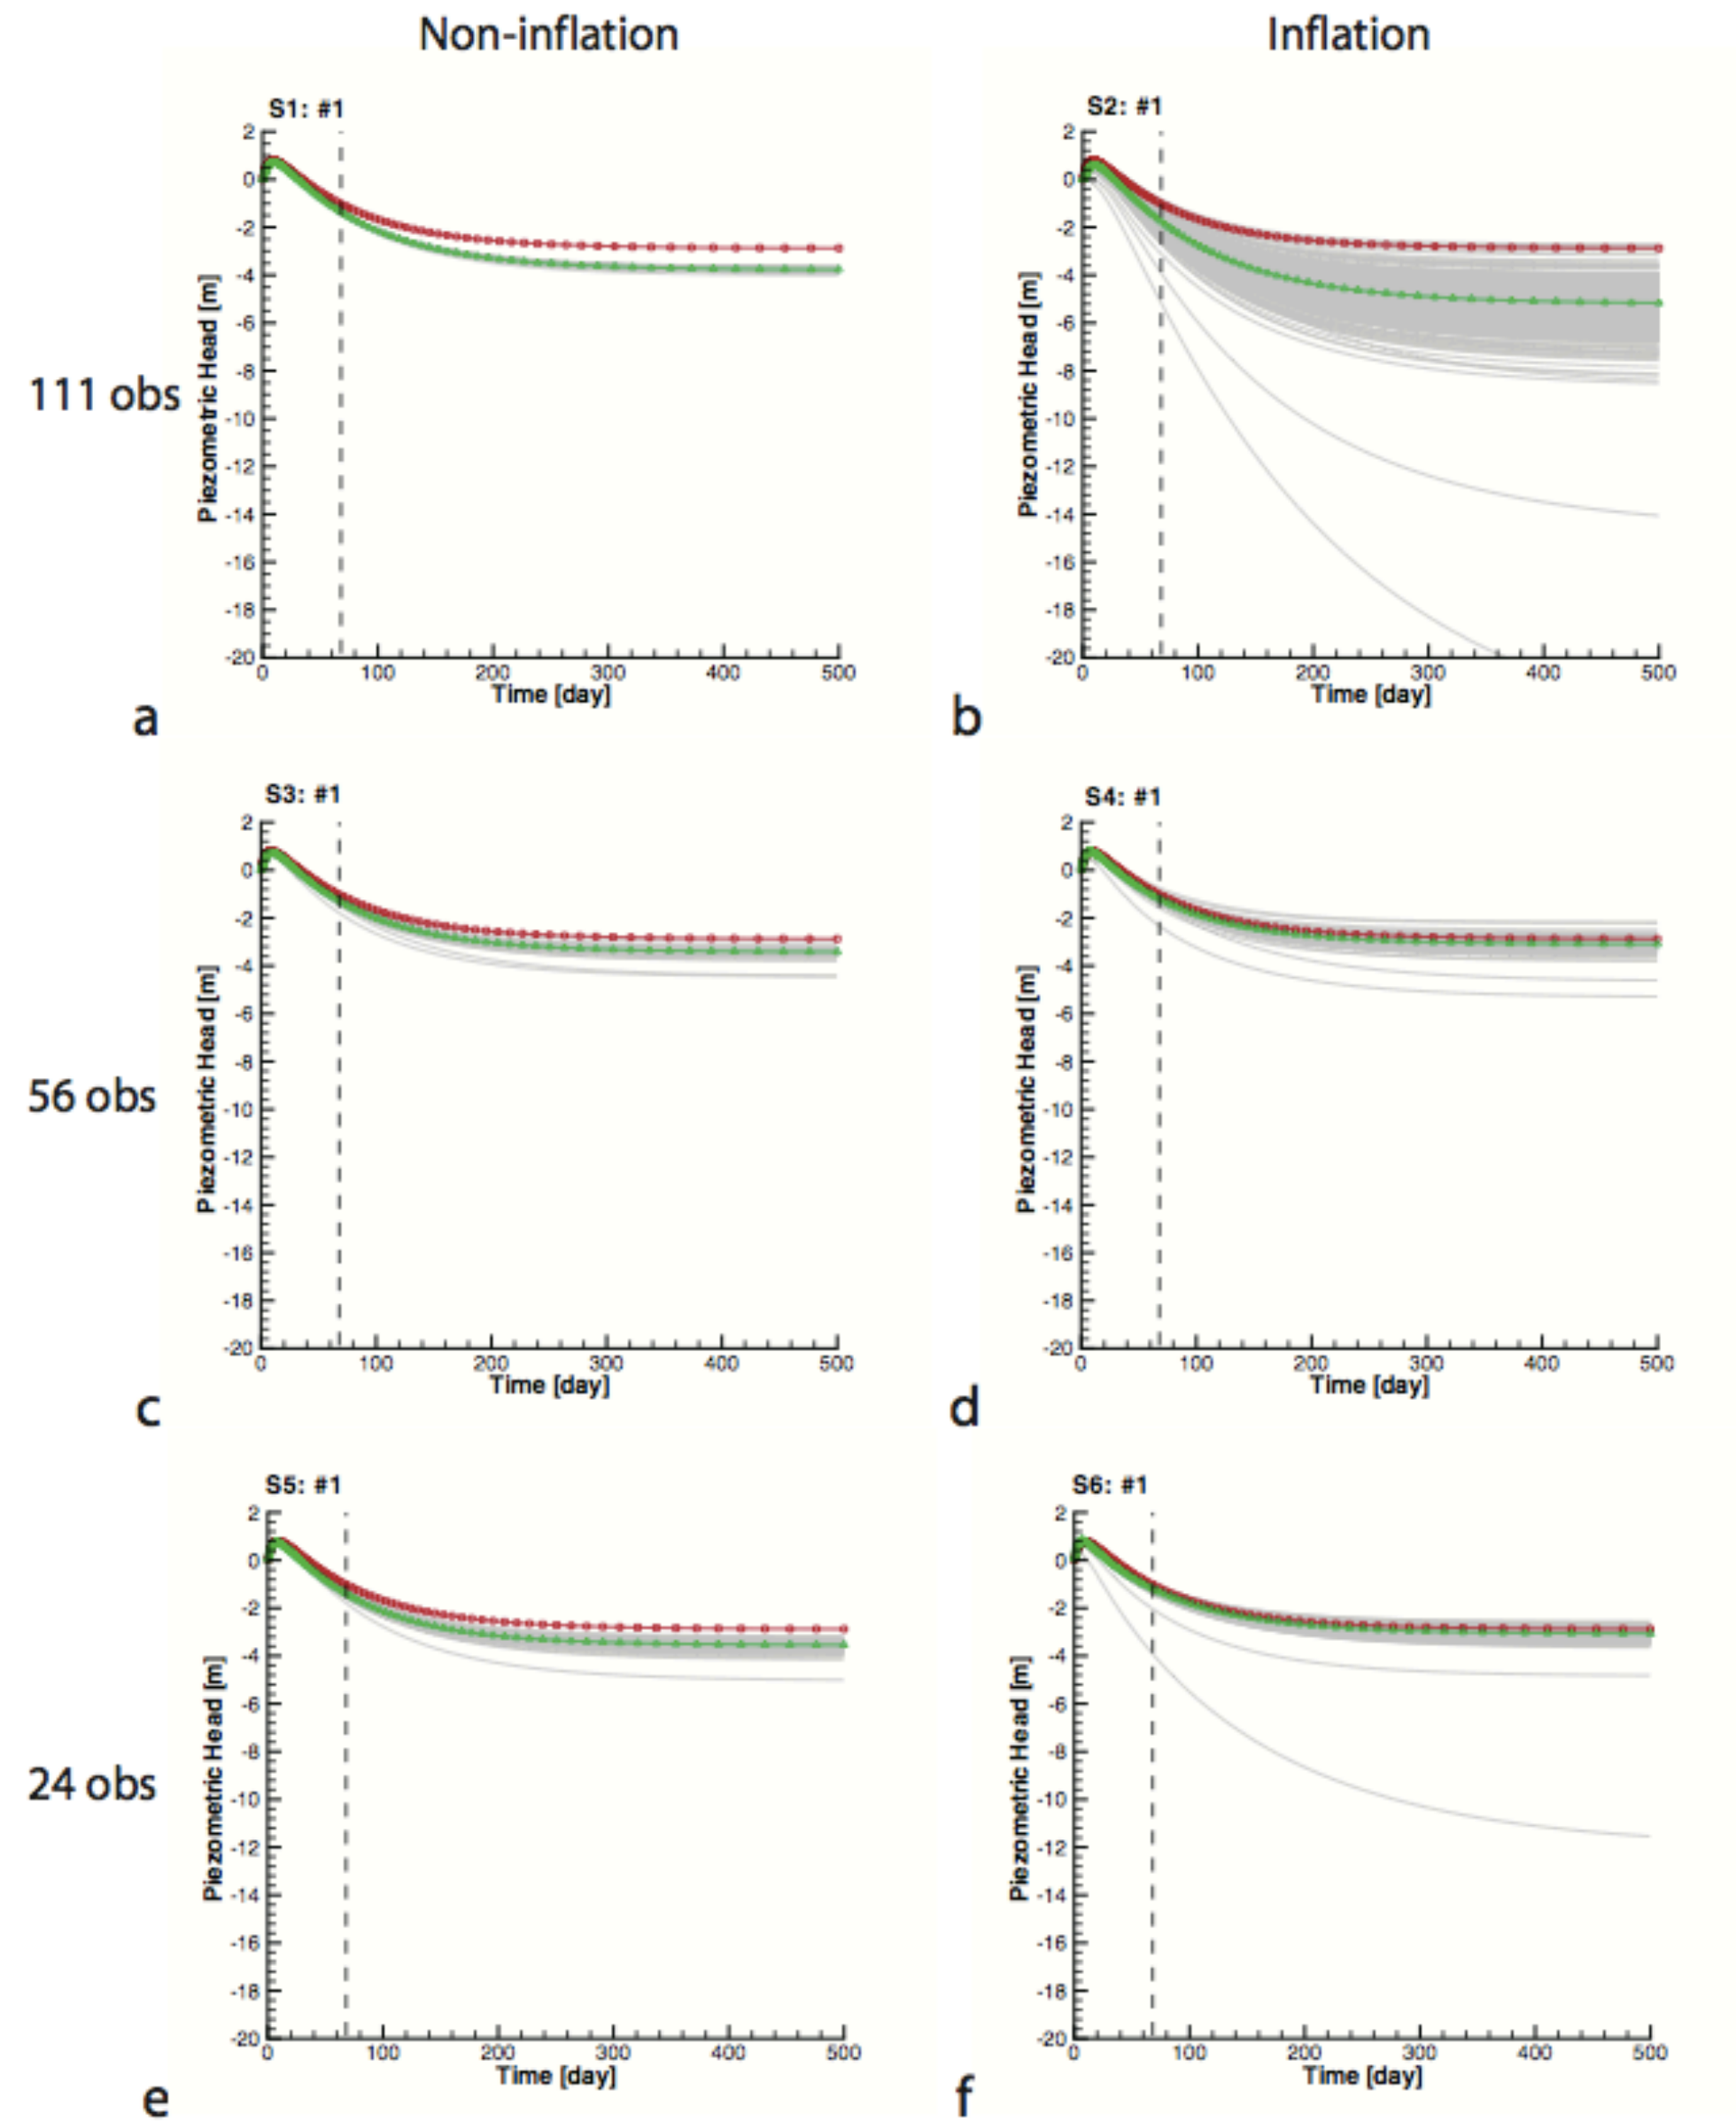 Non-inflation
Inflation
111 obs
S1: #1
Piezometric Head [m]
2
0
-2
-4
-6
-8
-10
-12
-14
-16
-18
-20
0 100 200 300 400 500
Time [day]
a
S2: #1
Piezometric Head [m]
2
0
-2
-4
-6
-8
-10
-12
-14
-16
-18
-20
0 100 200 300 400 500
Time [day]
b
56 obs
S3: #1
Piezometric Head [m]
2
0
-2
-4
-6
-8
-10
-12
-14
-16
-18
-20
0 100 200 300 400 500
Time [day]
c
S4: #1
Piezometric Head [m]
2
0
-2
-4
-6
-8
-10
-12
-14
-16
-18
-20
0 100 200 300 400 500
Time [day]
d
24 obs
S5: #1
Piezometric Head [m]
2
0
-2
-4
-6
-8
-10
-12
-14
-16
-18
-20
0 100 200 300 400 500
Time [day]
e
S6: #1
Piezometric Head [m]
2
0
-2
-4
-6
-8
-10
-12
-14
-16
-18
-20
0 100 200 300 400 500
Time [day]
f